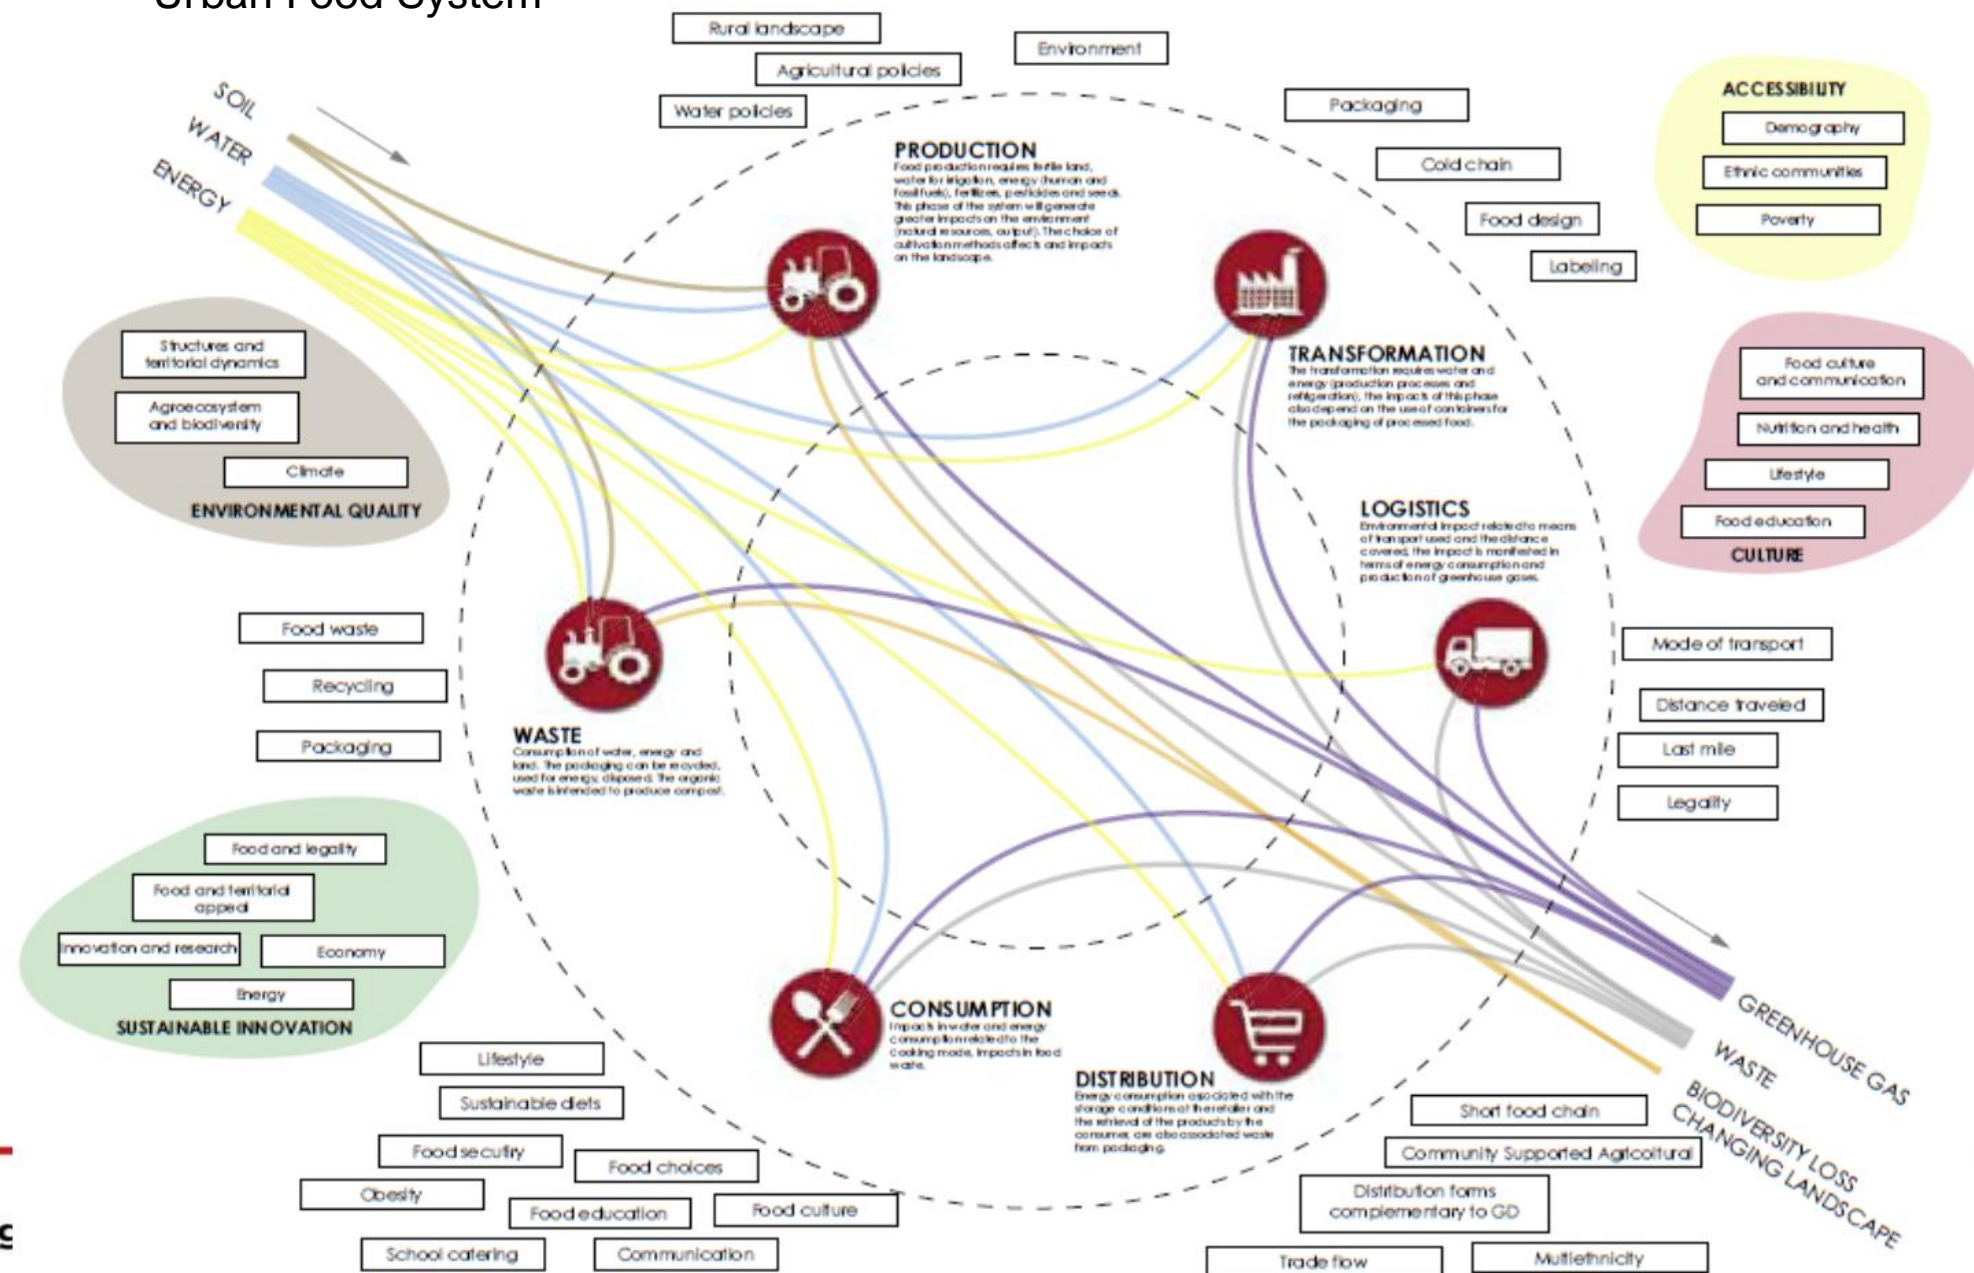 Urban Food System
Rural landscape
Environment
Agricultural policies
Water policies
Packaging
Cold chain
Food design
Labeling
ACCESSIBILITY
Demography
Ethnic communities
Poverty
SOIL
WATER
ENERGY
PRODUCTION
Food production requires fertile land,
water for irrigation, energy (human and
fossil fuels), fertilizes, pesticides and seeds.
This phase of the system will generate
greater impacts on the environment
(natural resources, output). The choice of
cultivation methods affects and impacts
on the landscape.
TRANSFORMATION
The transformation requires water and
energy (production processes and
refrigeration), the impacts of this phase
also depend on the use of containers for
the packaging of processed food.
Structures and
territorial dynamics
Agroecosystem
and biodiversity
Climate
ENVIRONMENTAL QUALITY
Food culture
and communication
Nutrition and health
Lifestyle
Food education
CULTURE
LOGISTICS
Environmental impact related to means
of transport used and the distance
covered, the impact is manifested in
terms of energy consumption and
production of greenhouse gases.
Food waste
Recycling
Packaging
Mode of transport
Distance traveled
Last mile
Legality
WASTE
Consumption of water, energy and
land. The packaging can be recycled,
used for energy, disposed. The organic
waste is intended to produce compost.
Food and legality
Food and territorial
appeal
Innovation and research
Economy
Energy
SUSTAINABLE INNOVATION
CONSUMPTION
Impacts in water and energy
consumption related to the
Cooking mode, impacts in food
waste.
DISTRIBUTION
Energy consumption associated with the
storage conditions at the retailer and
the retrieval of the products by the
consumer, are also associated waste
from packaging.
GREENHOUSE GAS
WASTE
BIODIVERSITY LOSS
CHANGING LANDSCAPE
Lifestyle
Sustainable diets
Food secutiry
Food choices
Obesity
Food education
Food culture
School catering
Communication
Short food chain
Community Supported Agricoltural
Distribution forms
complementary to GD
Trade flow
Multiethnicity